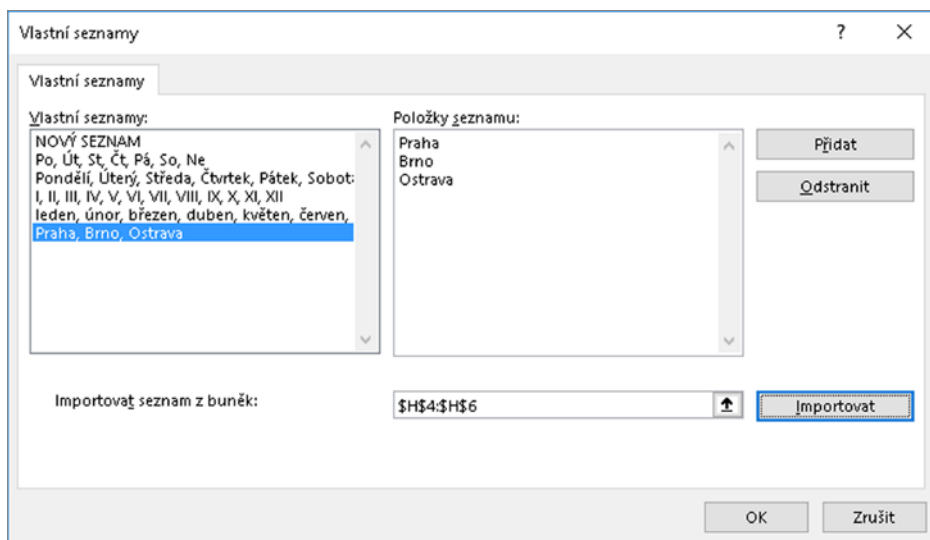 Vlastní seznamy
?
Vlastní seznamy
Vlastní seznamy:
NOVÝ SEZNAM
Po, Út, St, Čt, Pá, So, Ne
Pondělí, Úterý, Středa, Čtvrtek, Pátek, Sobot
I, II, III, IV, V, VI, VII, VIII, IX, X, XI, XII
leden, únor, březen, duben, květen, červen,
Praha, Brno, Ostrava
Položky seznamu:
Praha
Brno
Ostrava
Přidat
Odstranit
Importovat seznam z buněk:
$H$4:$H$6
Importovat
OK
Zrušit